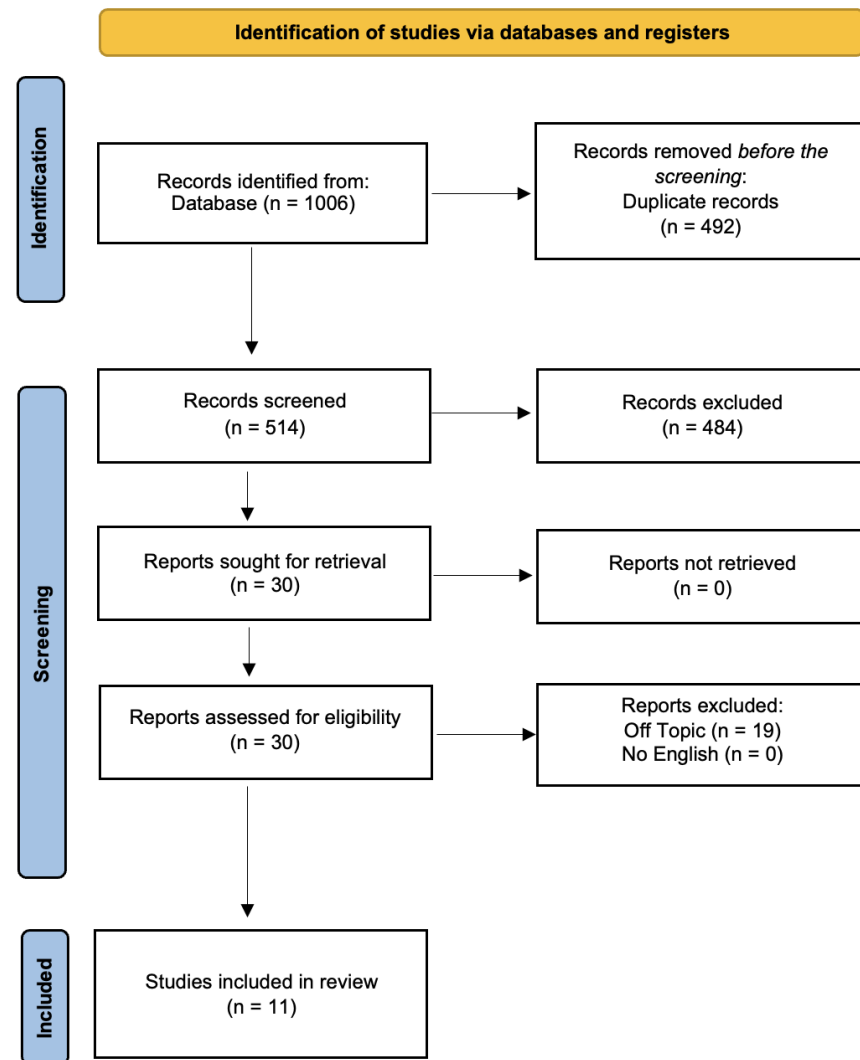 Identification of studies via databases and registers
Identification
Records identified from:
Database (n = 1006)
Records removed before the
screening:
Duplicate records
(n = 492)
Screening
Records screened
(n = 514)
Records excluded
(n = 484)
Reports sought for retrieval
(n = 30)
Reports not retrieved
(n = 0)
Reports assessed for eligibility
(n = 30)
Reports excluded:
Off Topic (n = 19)
No English (n = 0)
Included
Studies included in review
(n = 11)